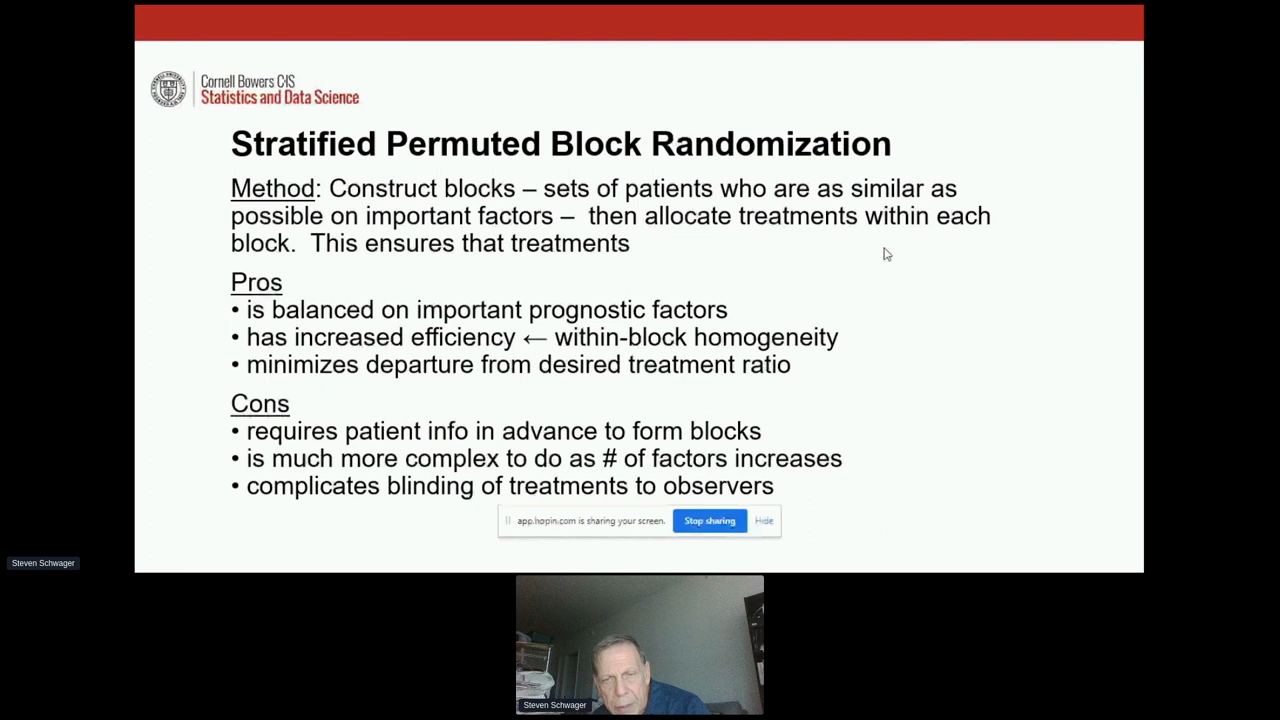 Cornell Bowers C·IS
Statistics and Data Science
Stratified Permuted Block Randomization
Method: Construct blocks – sets of patients who are as similar as
possible on important factors – then allocate treatments within each
block. This ensures that treatments
Pros
• is balanced on important prognostic factors
• has increased efficiency ← within-block homogeneity
• minimizes departure from desired treatment ratio
Cons
• requires patient info in advance to form blocks
• is much more complex to do as # of factors increases
• complicates blinding of treatments to observers
app.hopin.com is sharing your screen. Stop sharing Hide
Steven Schwager
Steven Schwager